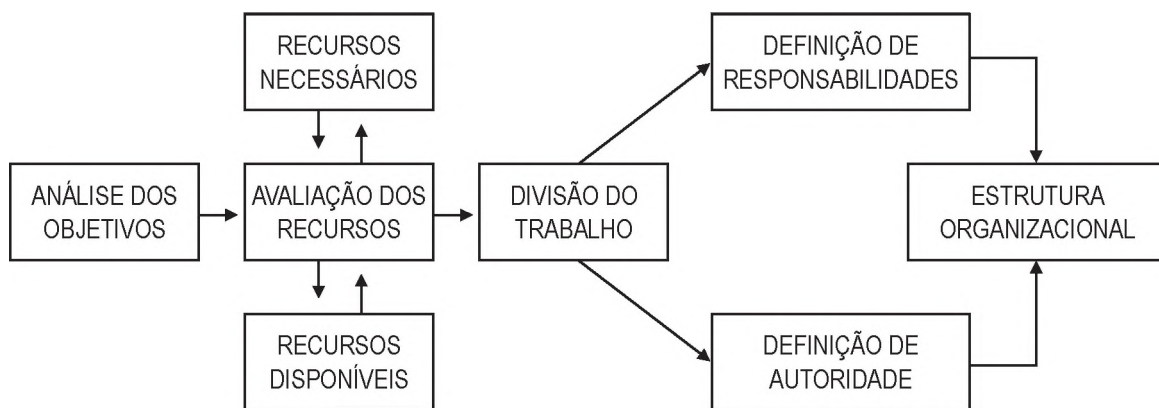 RECURSOS
NECESSÁRIOS
DEFINIÇÃO DE
RESPONSABILIDADES
ANÁLISE DOS
OBJETIVOS
AVALIAÇÃO DOS
RECURSOS
DIVISÃO DO
TRABALHO
ESTRUTURA
ORGANIZACIONAL
RECURSOS
DISPONÍVEIS
DEFINIÇÃO DE
AUTORIDADE